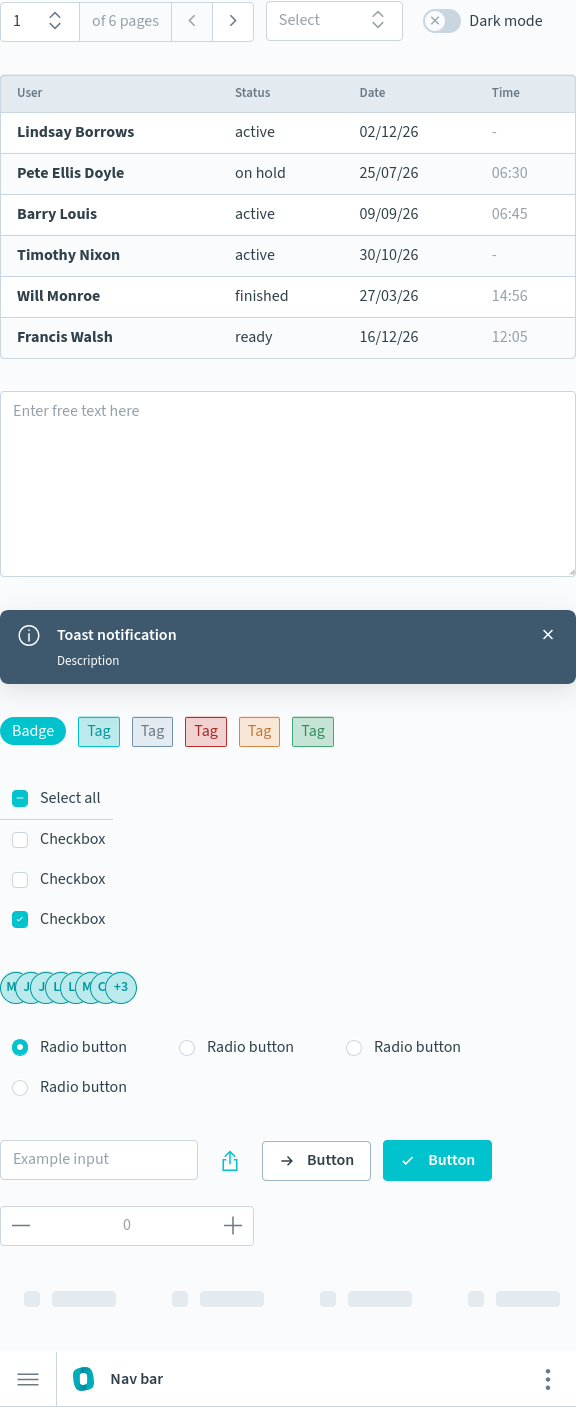 1 of 6 pages Select Dark mode
User Status Date Time
Lindsay Borrows active 02/12/26 -
Pete Ellis Doyle on hold 25/07/26 06:30
Barry Louis active 09/09/26 06:45
Timothy Nixon active 30/10/26 -
Will Monroe finished 27/03/26 14:56
Francis Walsh ready 16/12/26 12:05
Enter free text here
Toast notification
Description
Badge Tag Tag Tag Tag Tag
Select all
Checkbox
Checkbox
Checkbox
M J J L L M C +3
Radio button Radio button Radio button
Radio button
Example input Button Button
0
Nav bar